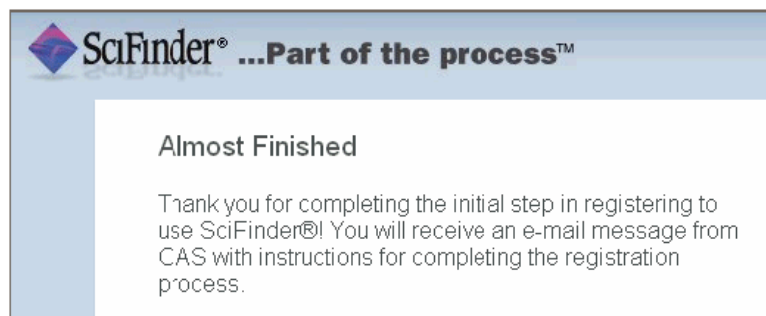 SciFinder® ...Part of the process™
Almost Finished
Thank you for completing the initial step in registering to
use SciFinder®! You will receive an e-mail message from
CAS with instructions for completing the registration
process.